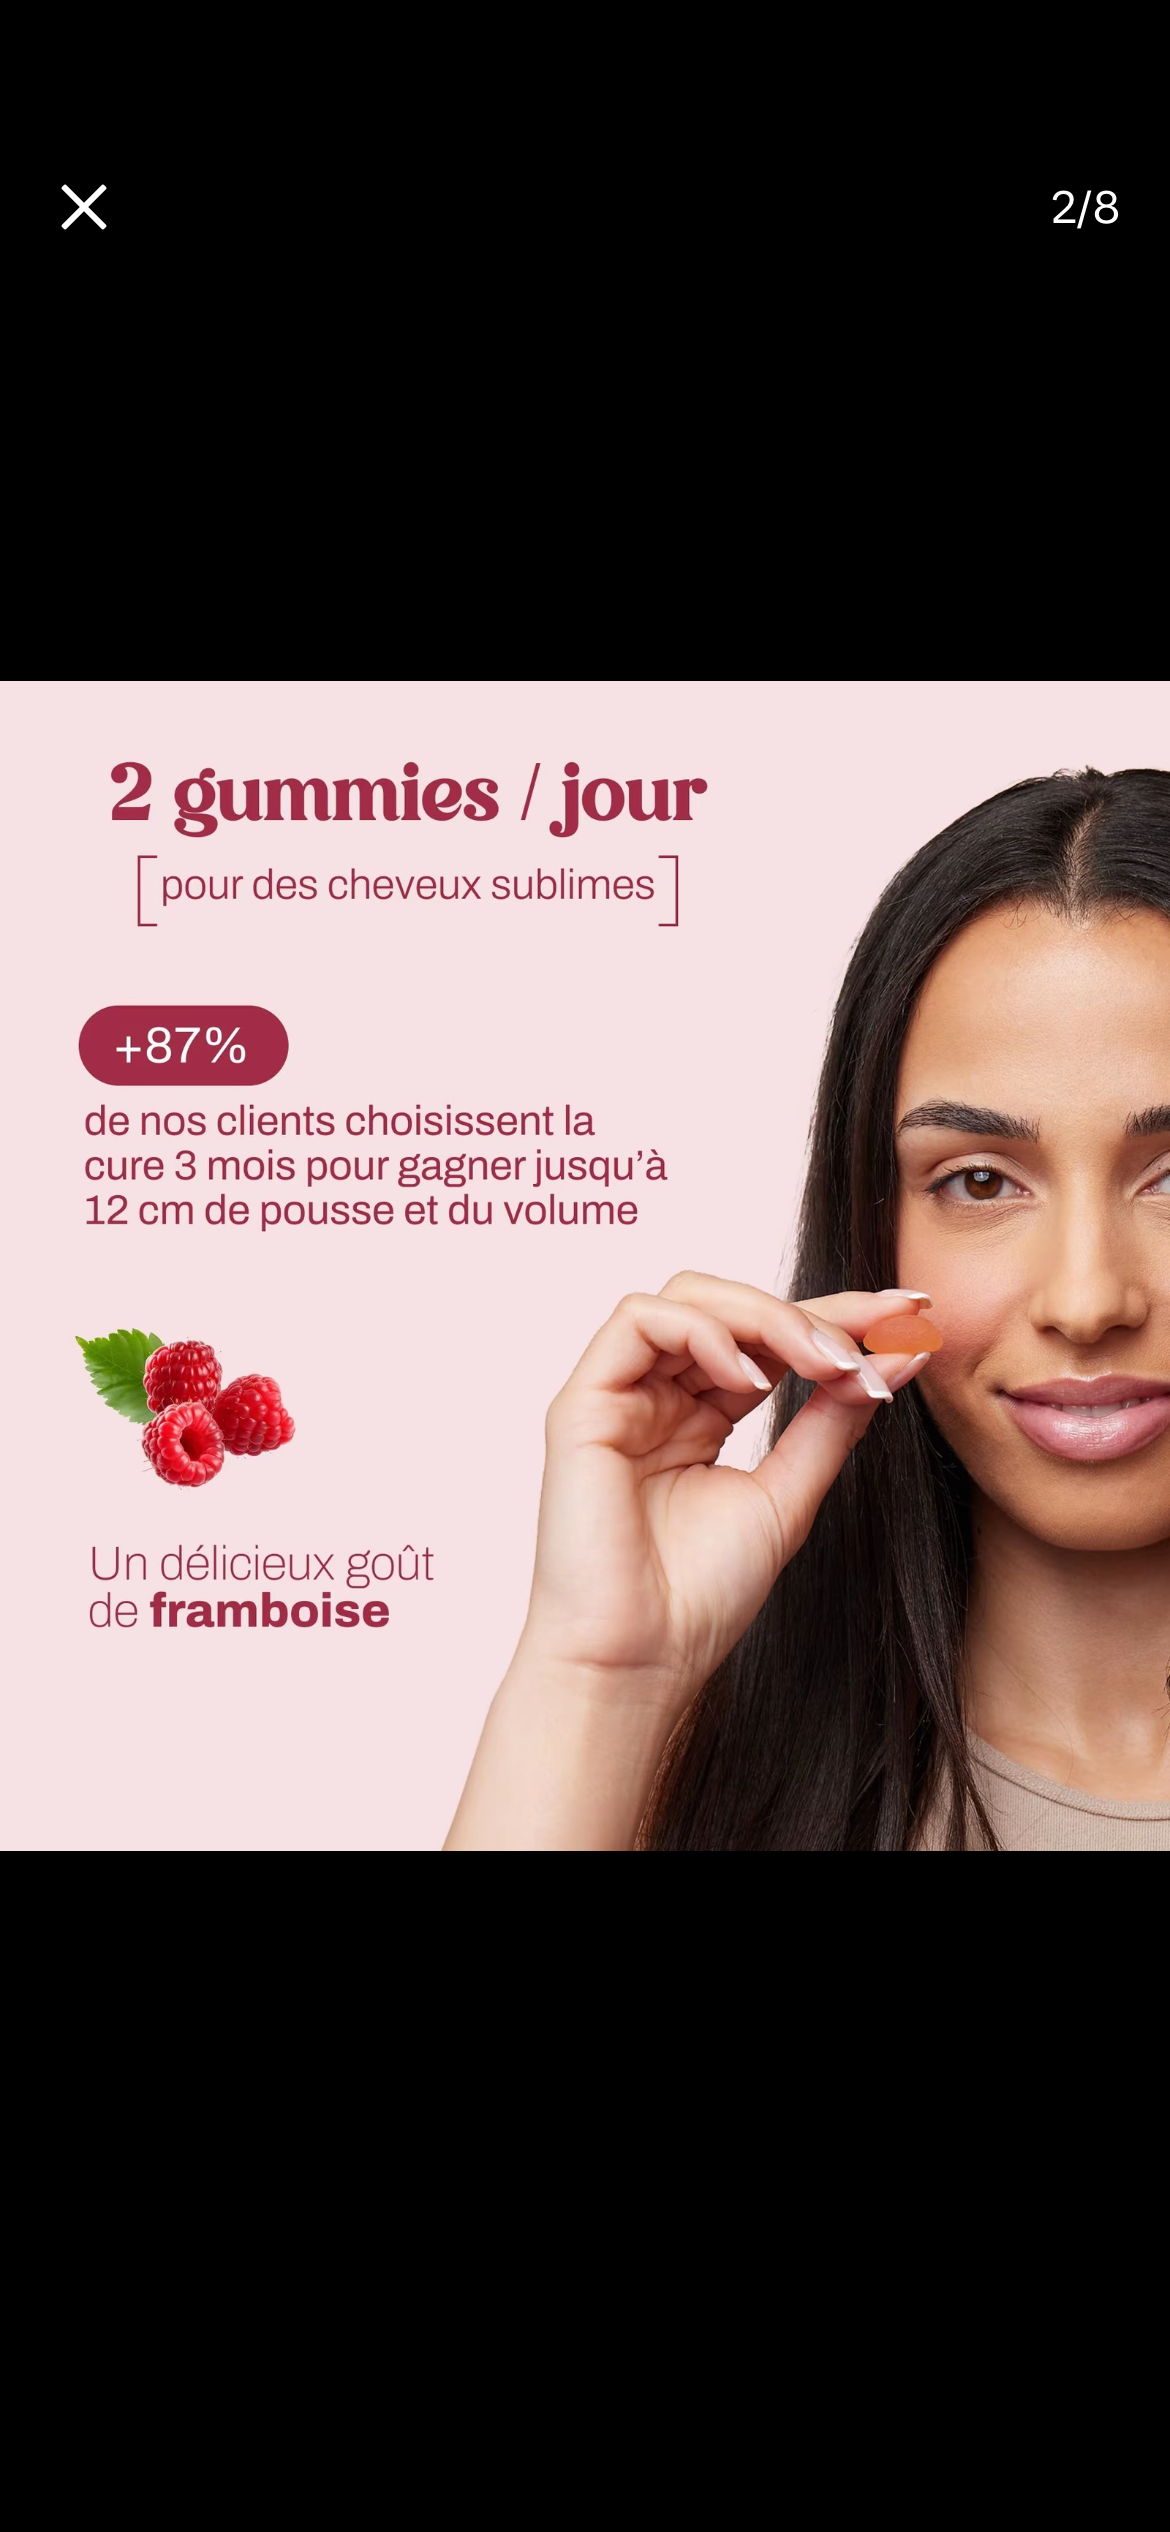 2/8
2 gummies / jour
[pour des cheveux sublimes]
+87%
de nos clients choisissent la
cure 3 mois pour gagner jusqu’à
12 cm de pousse et du volume
Un délicieux goût
de framboise